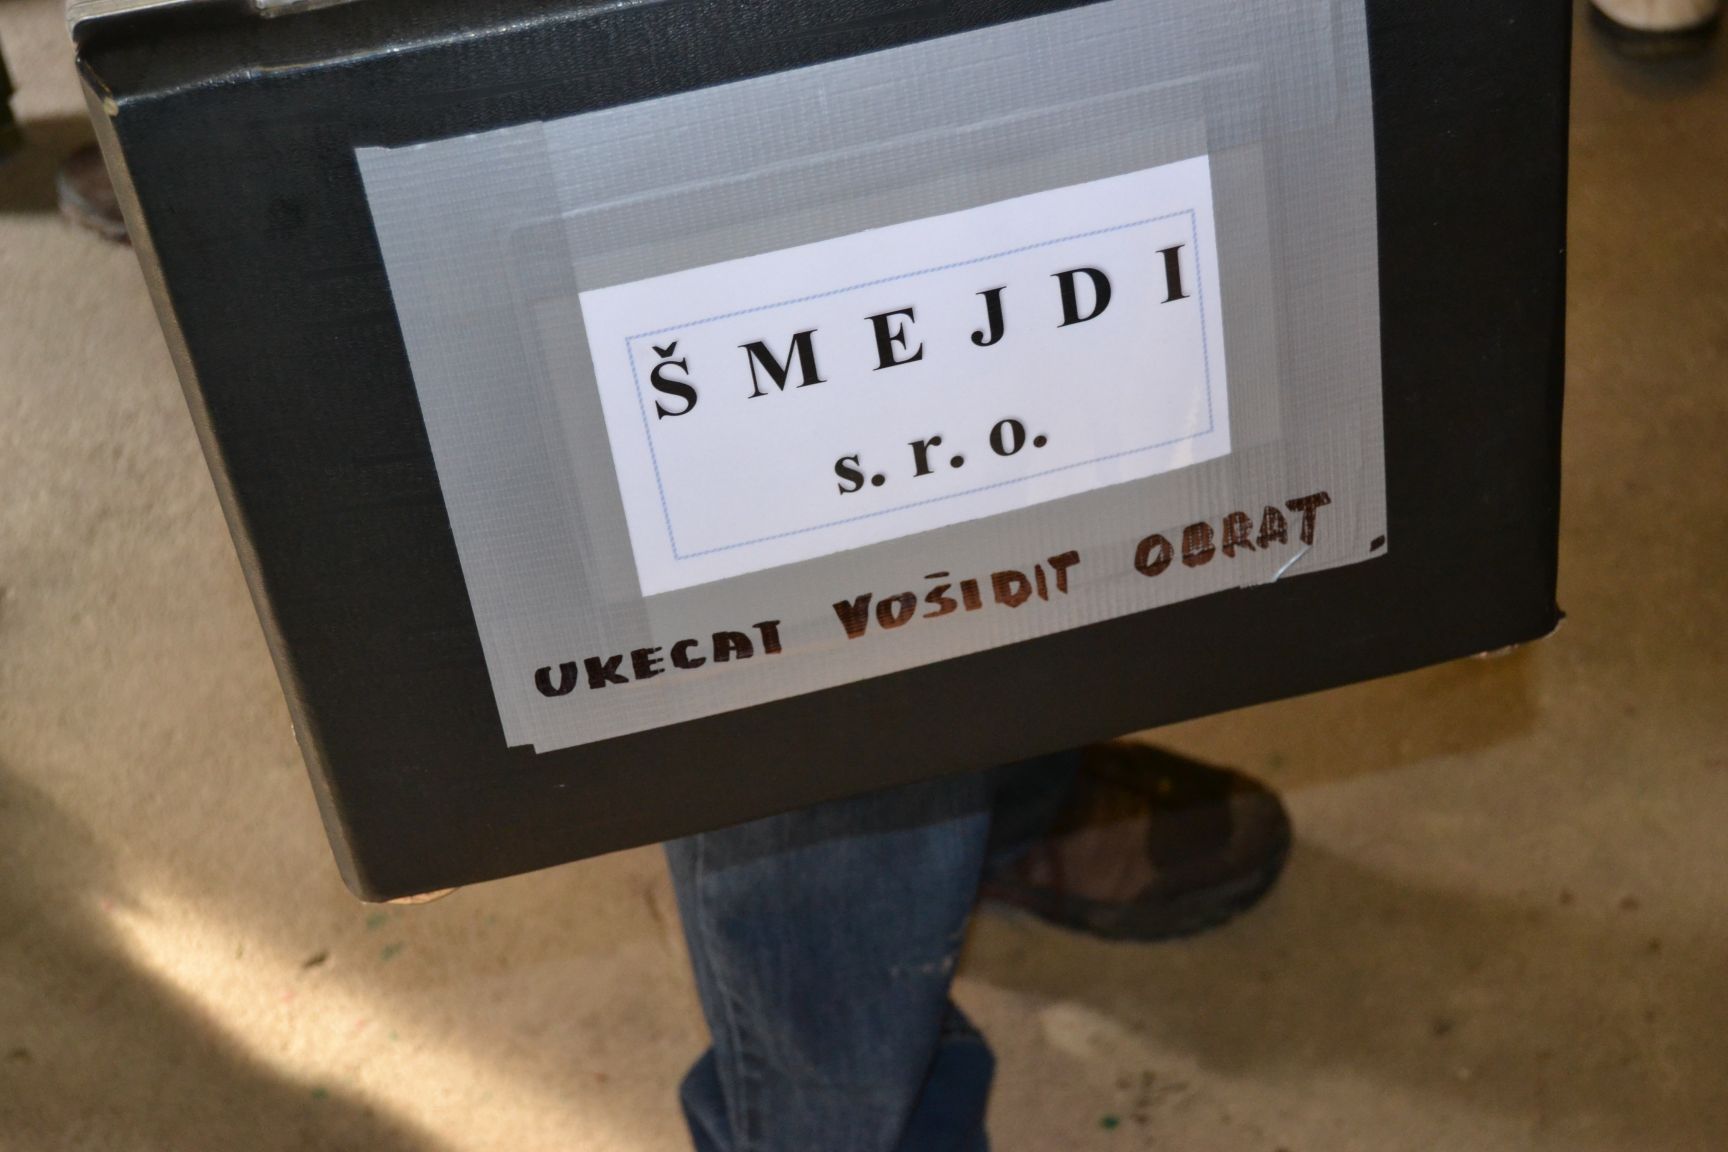 ŠMEJDI
s. r. o.
UKECAT VOŠIDIT OBRAT.